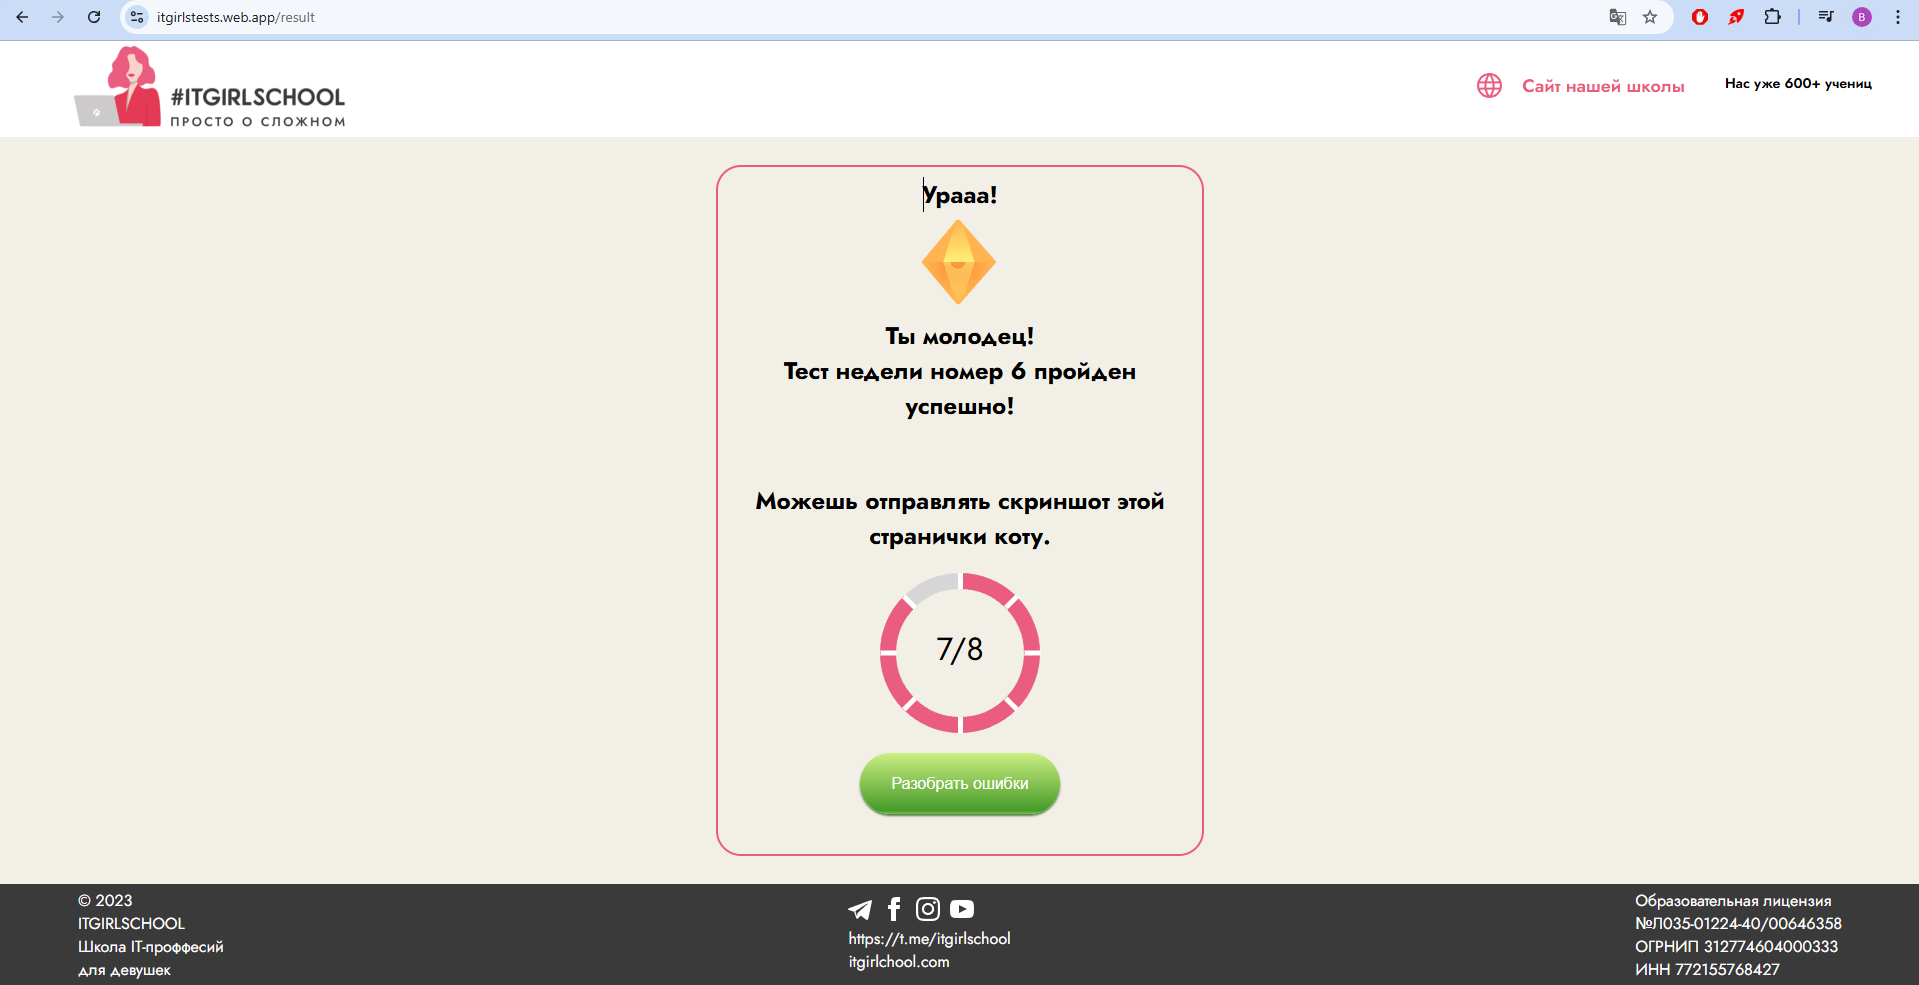 itgirlstests.web.app/result
B
#ITGIRLSCHOOL
ПРОСТО О СЛОЖНОМ
Сайт нашей школы
Нас уже 600+ учениц
Урааа!
Ты молодец!
Тест недели номер 6 пройден
успешно!
Можешь отправлять скриншот этой
странички коту.
7/8
Разобрать ошибки
© 2023
ITGIRLSCHOOL
Школа IT-проффесий
для девушек
https://t.me/itgirlschool
itgirlchool.com
Образовательная лицензия
№Л035-01224-40/00646358
ОГРНИП 312774604000333
ИНН 772155768427